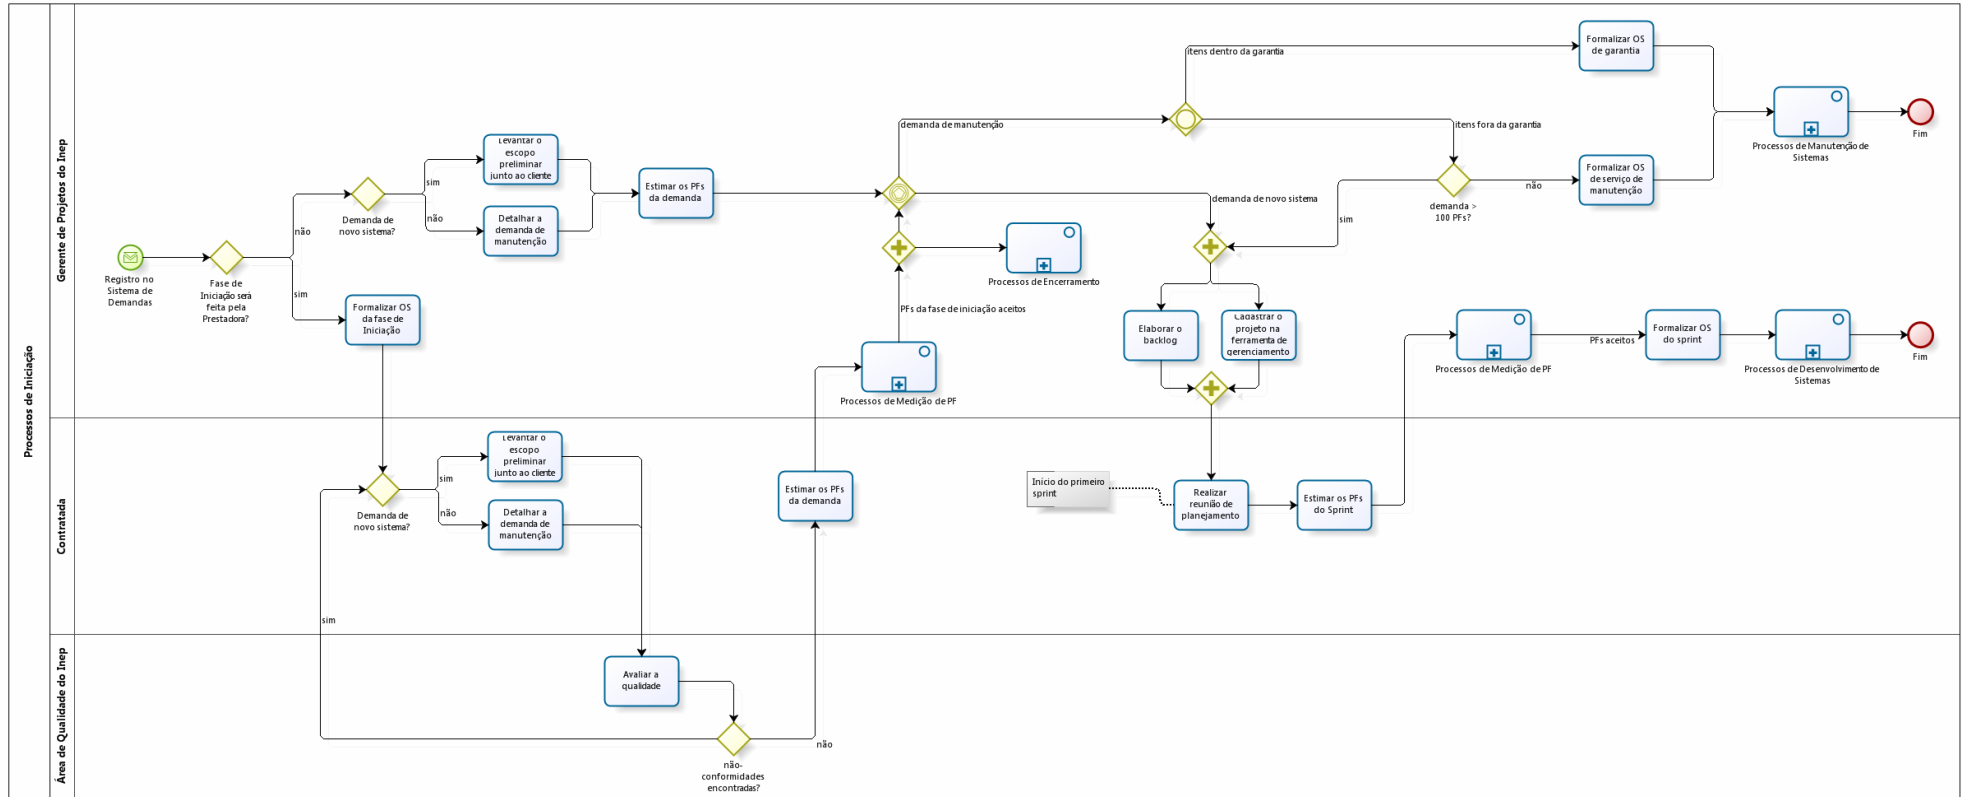 Processos de Iniciação
Gerente de Projetos do Inep
Registro no
Sistema de
Demandas
Fase de
Iniciação será
feita pela
Prestadora?
não
sim
Demanda de
novo sistema?
sim
não
Levantar o
escopo
preliminar
junto ao cliente
Detalhar a
demanda de
manutenção
Estimar os PFs
da demanda
Formalizar OS
da fase de
Iniciação
demanda de manutenção
demanda de novo sistema
Processos de Encerramento
PFs da fase de iniciação aceitos
Processos de Medição de PF
itens dentro da garantia
itens fora da garantia
demanda >
100 PFs?
sim
não
Formalizar OS
de garantia
Formalizar OS
de serviço de
manutenção
Processos de Manutenção de
Sistemas
Fim
Elaborar o
backlog
Cadastrar o
projeto na
ferramenta de
gerenciamento
Processos de Medição de PF
PFs aceitos
Formalizar OS
do sprint
Processos de Desenvolvimento de
Sistemas
Fim
Contratada
Demanda de
novo sistema?
sim
não
Levantar o
escopo
preliminar
junto ao cliente
Detalhar a
demanda de
manutenção
Estimar os PFs
da demanda
Início do primeiro
sprint
Realizar
reunião de
planejamento
Estimar os PFs
do Sprint
sim
Área de Qualidade do Inep
Avaliar a
qualidade
não-
conformidades
encontradas?
não